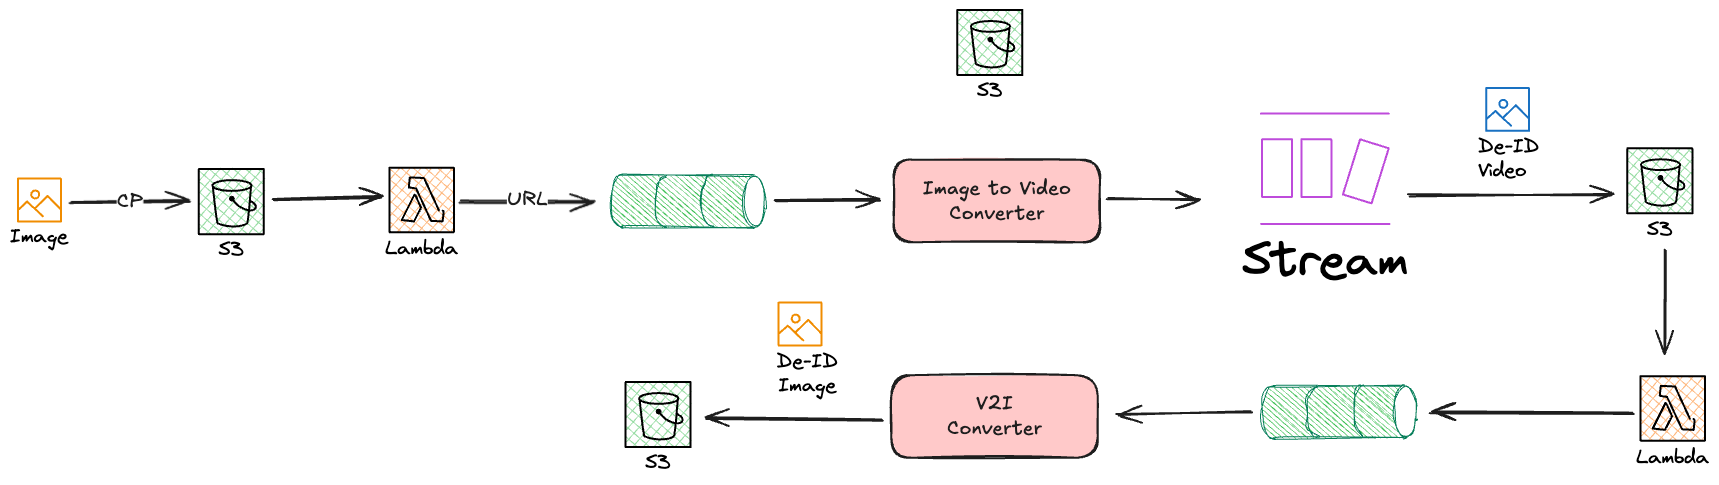 S3
CP
URL
Image
S3
Lambda
Image to Video
Converter
Stream
De-ID
Video
S3
De-ID
Image
S3
V2I
Converter
Lambda